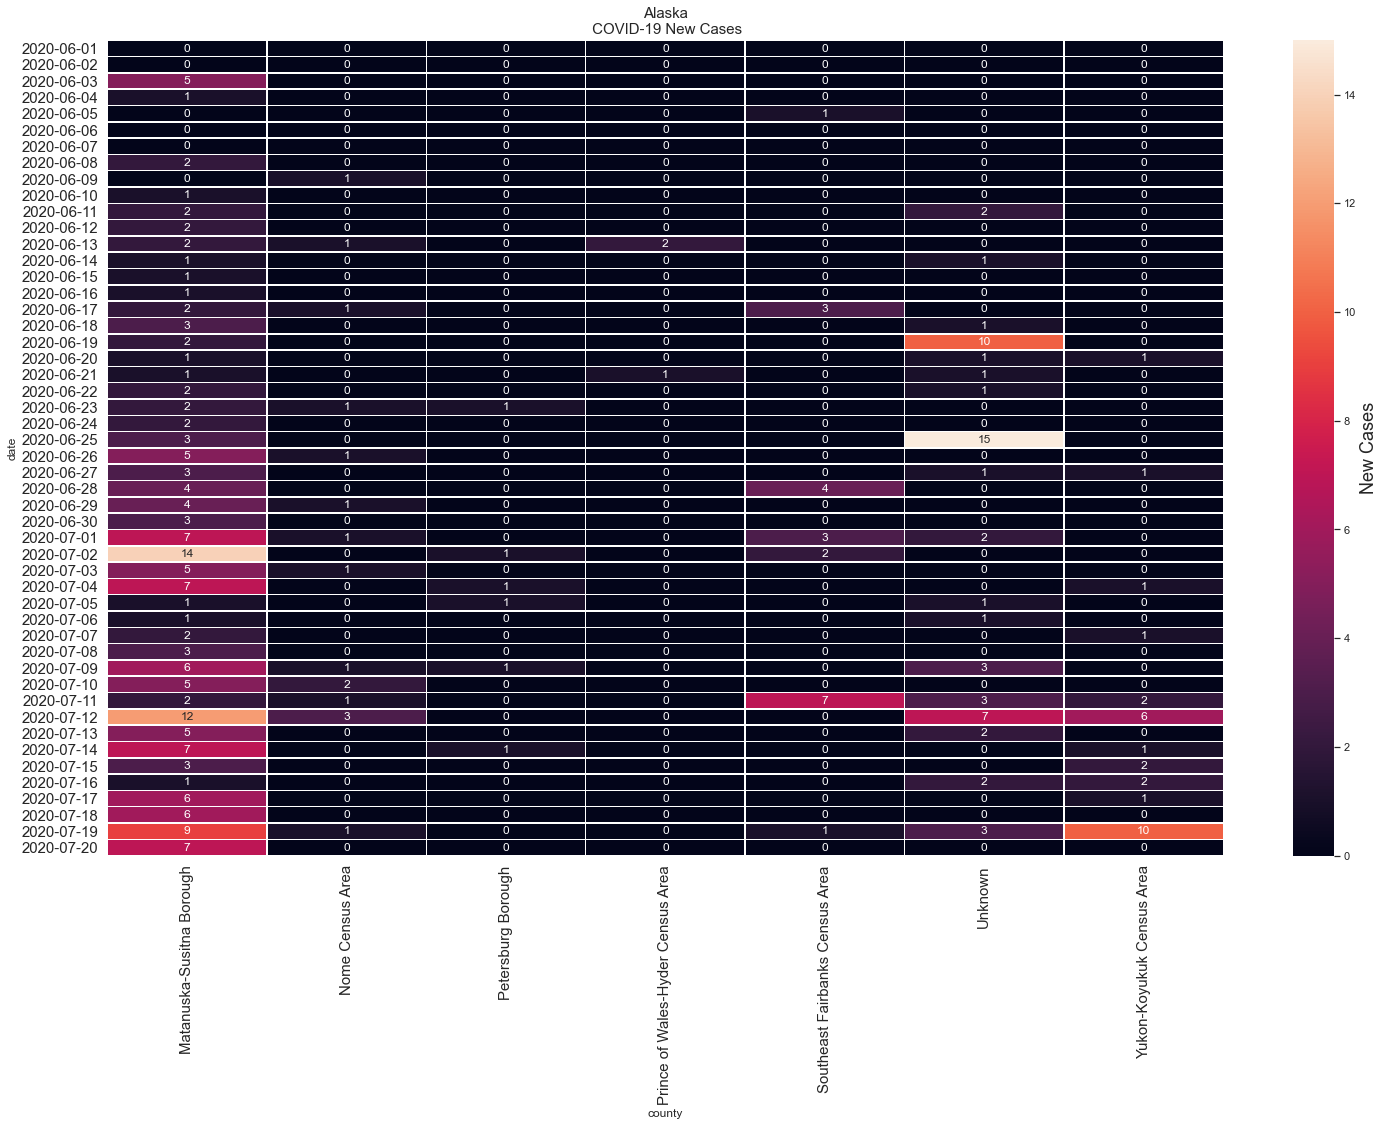 Alaska
COVID-19 New Cases
2020-06-01 0 0 0 0 0 0 0
2020-06-02 0 0 0 0 0 0 0
2020-06-03 5 0 0 0 0 0 0
2020-06-04 1 0 0 0 0 0 0
2020-06-05 0 0 0 0 1 0 0
2020-06-06 0 0 0 0 0 0 0
2020-06-07 0 0 0 0 0 0 0
2020-06-08 2 0 0 0 0 0 0
2020-06-09 0 1 0 0 0 0 0
2020-06-10 1 0 0 0 0 0 0
2020-06-11 2 0 0 0 0 2 0
2020-06-12 2 0 0 0 0 0 0
2020-06-13 2 1 0 2 0 0 0
2020-06-14 1 0 0 0 0 1 0
2020-06-15 1 0 0 0 0 0 0
2020-06-16 1 0 0 0 0 0 0
2020-06-17 2 1 0 0 3 0 0
2020-06-18 3 0 0 0 0 1 0
2020-06-19 2 0 0 0 0 10 0
2020-06-20 1 0 0 0 0 1 1
2020-06-21 1 0 0 1 0 1 0
2020-06-22 2 0 0 0 0 1 0
2020-06-23 2 1 1 0 0 0 0
2020-06-24 2 0 0 0 0 0 0
2020-06-25 3 0 0 0 0 15 0
2020-06-26 5 1 0 0 0 0 0
2020-06-27 3 0 0 0 0 1 1
2020-06-28 4 0 0 0 4 0 0
2020-06-29 4 1 0 0 0 0 0
2020-06-30 3 0 0 0 0 0 0
2020-07-01 7 1 0 0 3 2 0
2020-07-02 14 0 1 0 2 0 0
2020-07-03 5 1 0 0 0 0 0
2020-07-04 7 0 1 0 0 0 1
2020-07-05 1 0 1 0 0 1 0
2020-07-06 1 0 0 0 0 1 0
2020-07-07 2 0 0 0 0 0 1
2020-07-08 3 0 0 0 0 0 0
2020-07-09 6 1 1 0 0 3 0
2020-07-10 5 2 0 0 0 0 0
2020-07-11 2 1 0 0 7 3 2
2020-07-12 12 3 0 0 0 7 6
2020-07-13 5 0 0 0 0 2 0
2020-07-14 7 0 1 0 0 0 1
2020-07-15 3 0 0 0 0 0 2
2020-07-16 1 0 0 0 0 2 2
2020-07-17 6 0 0 0 0 0 1
2020-07-18 6 0 0 0 0 0 0
2020-07-19 9 1 0 0 1 3 10
2020-07-20 7 0 0 0 0 0 0
date
Matanuska-Susitna Borough
Nome Census Area
Petersburg Borough
Prince of Wales-Hyder Census Area
Southeast Fairbanks Census Area
Unknown
Yukon-Koyukuk Census Area
county
14
12
10
8
6
4
2
0
New Cases